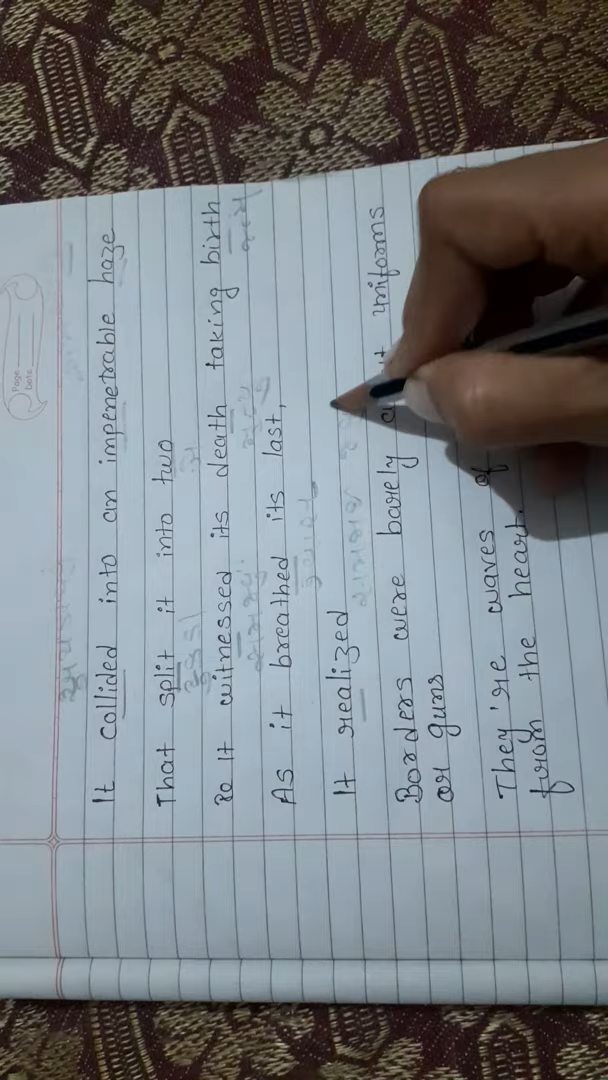 Page
Date
It collided into an impenetrable haze
That split it into two
so It witnessed its death taking birth
As it breathed its last,
It realized
Borders were barely uniforms
or guns
They're waves of
from the heart.